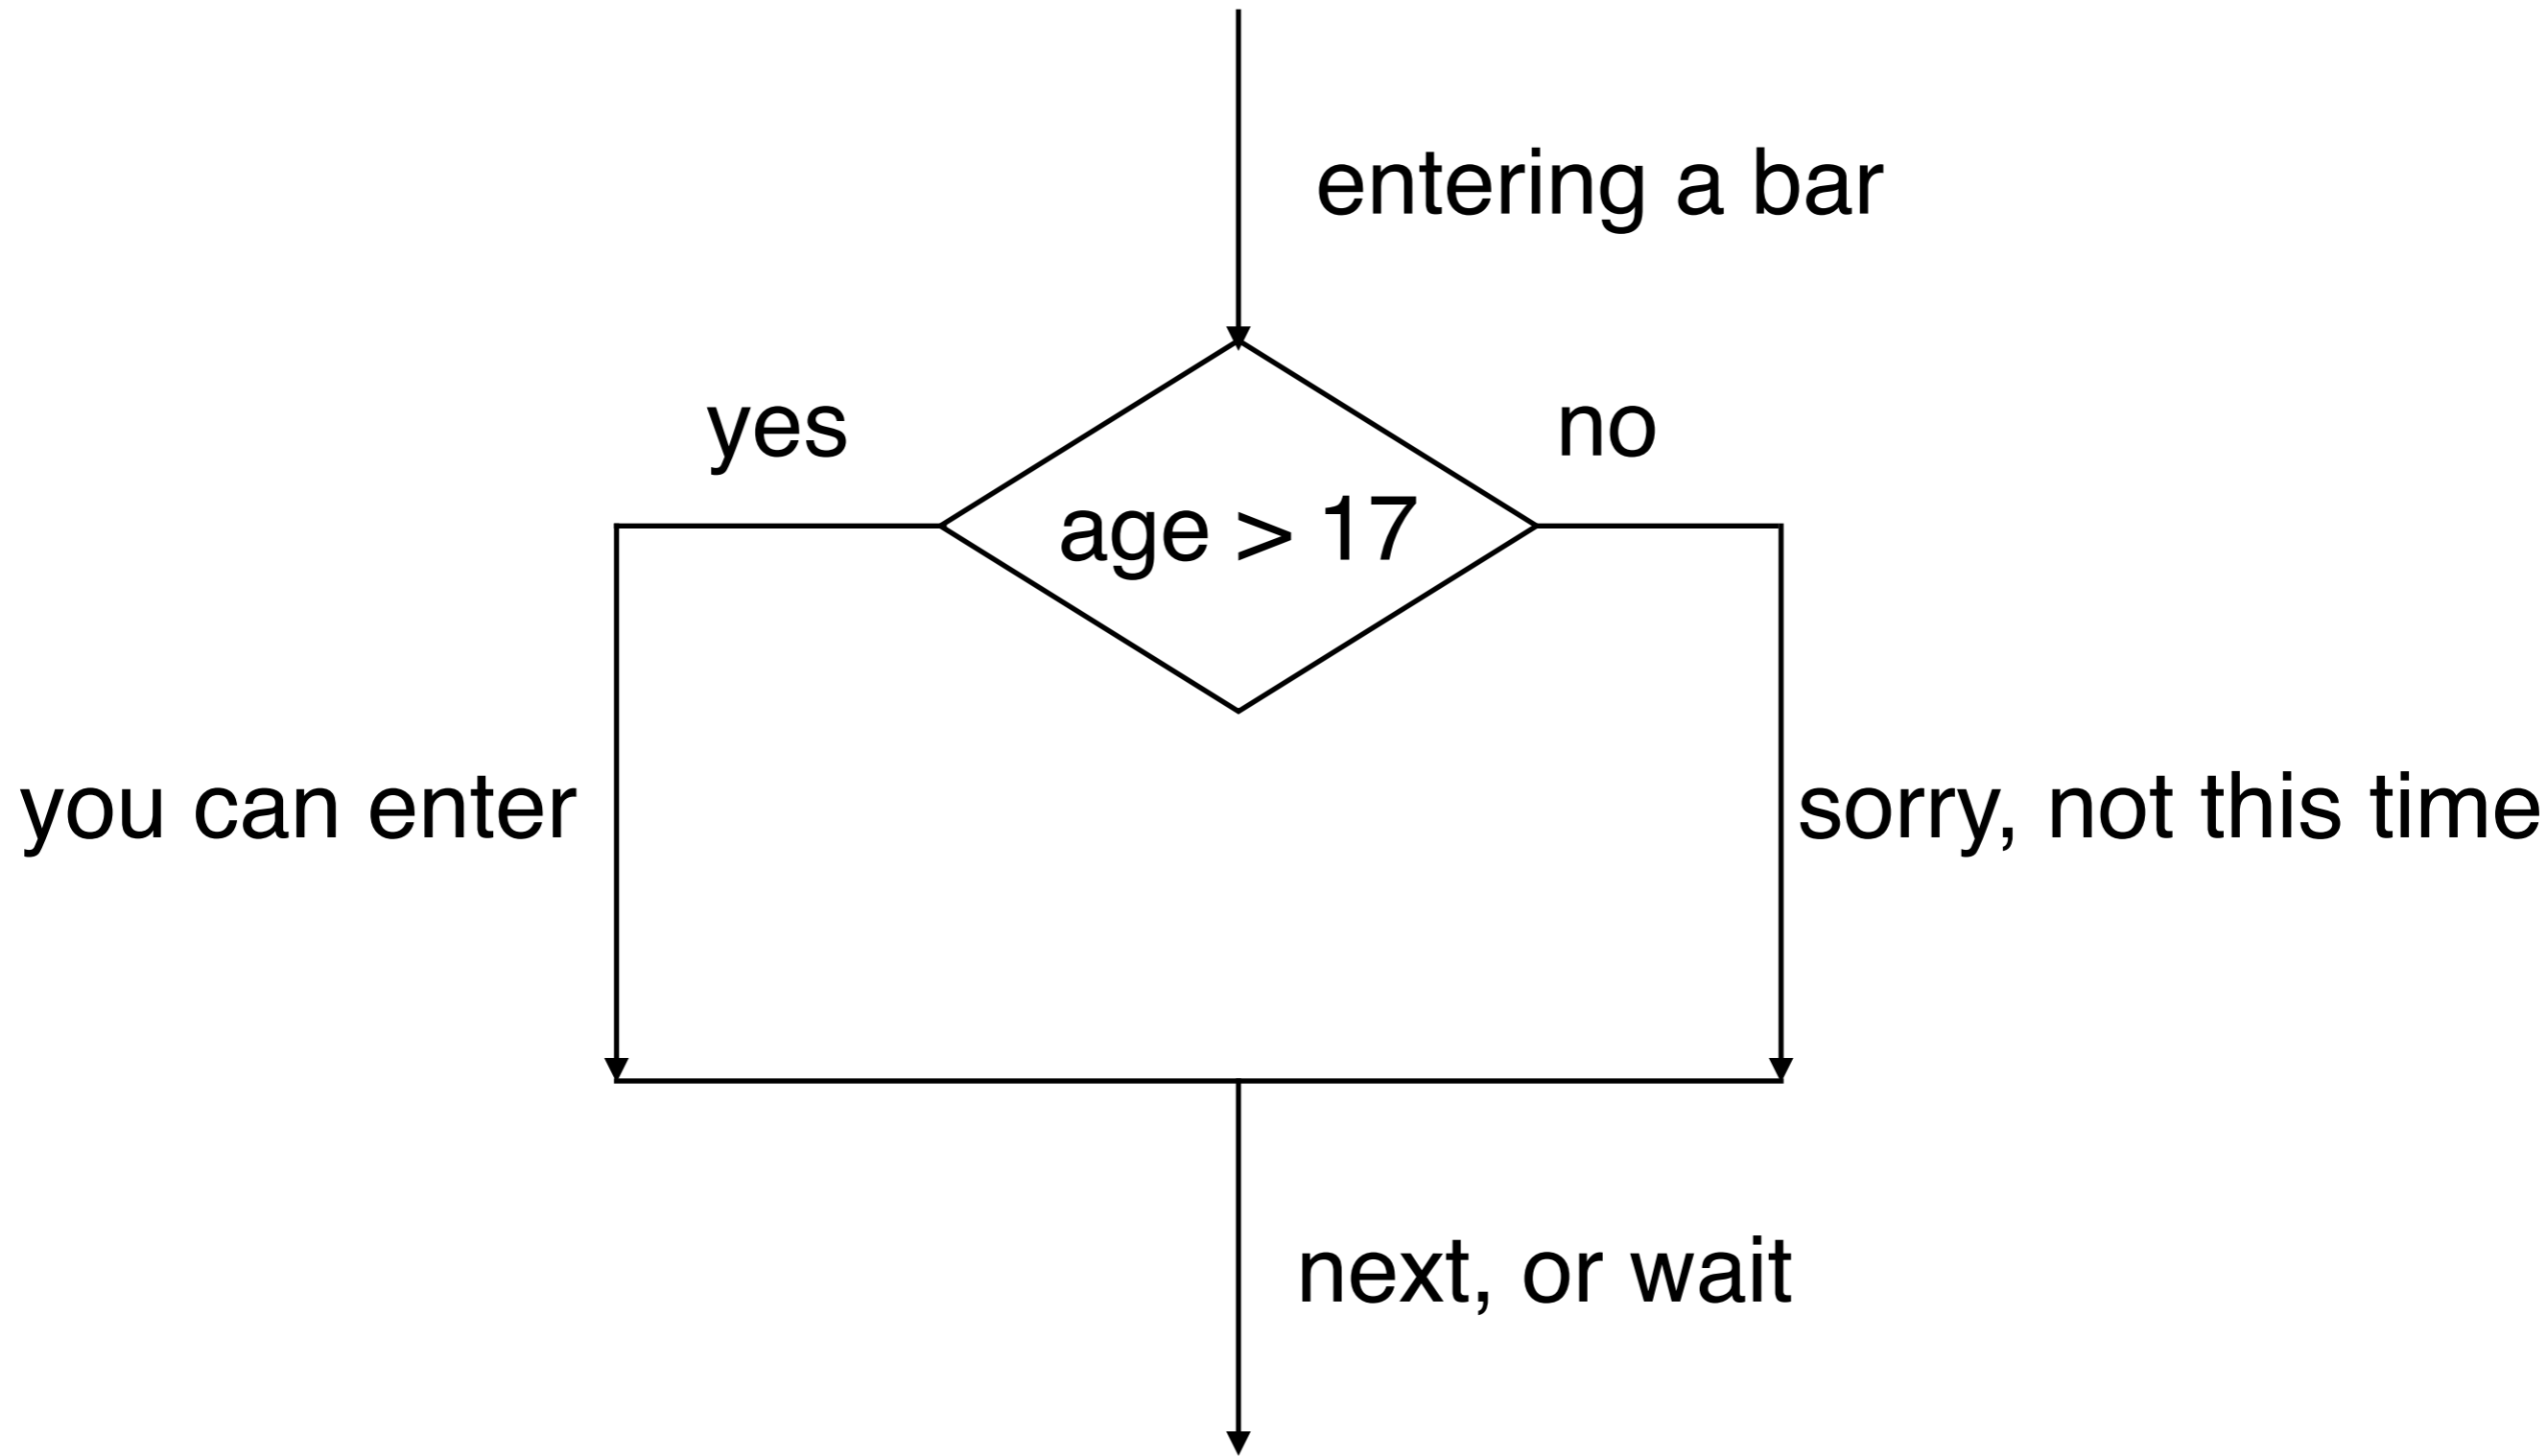 entering a bar
yes
no
age > 17
you can enter
sorry, not this time
next, or wait